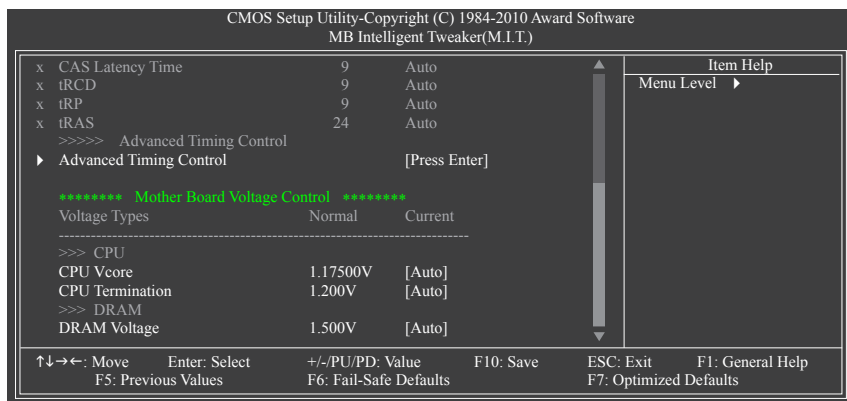 CMOS Setup Utility-Copyright (C) 1984-2010 Award Software
MB Intelligent Tweaker(M.I.T.)
x CAS Latency Time 9 Auto
x tRCD 9 Auto
x tRP 9 Auto
x tRAS 24 Auto
>>>>> Advanced Timing Control
Advanced Timing Control [Press Enter]
******** Mother Board Voltage Control ********
Voltage Types Normal Current
-----------------------------------------------------------------------------
>>> CPU
CPU Vcore 1.17500V [Auto]
CPU Termination 1.200V [Auto]
>>> DRAM
DRAM Voltage 1.500V [Auto]
Item Help
Menu Level
↑↓→←: Move Enter: Select +/-/PU/PD: Value F10: Save ESC: Exit F1: General Help
F5: Previous Values F6: Fail-Safe Defaults F7: Optimized Defaults